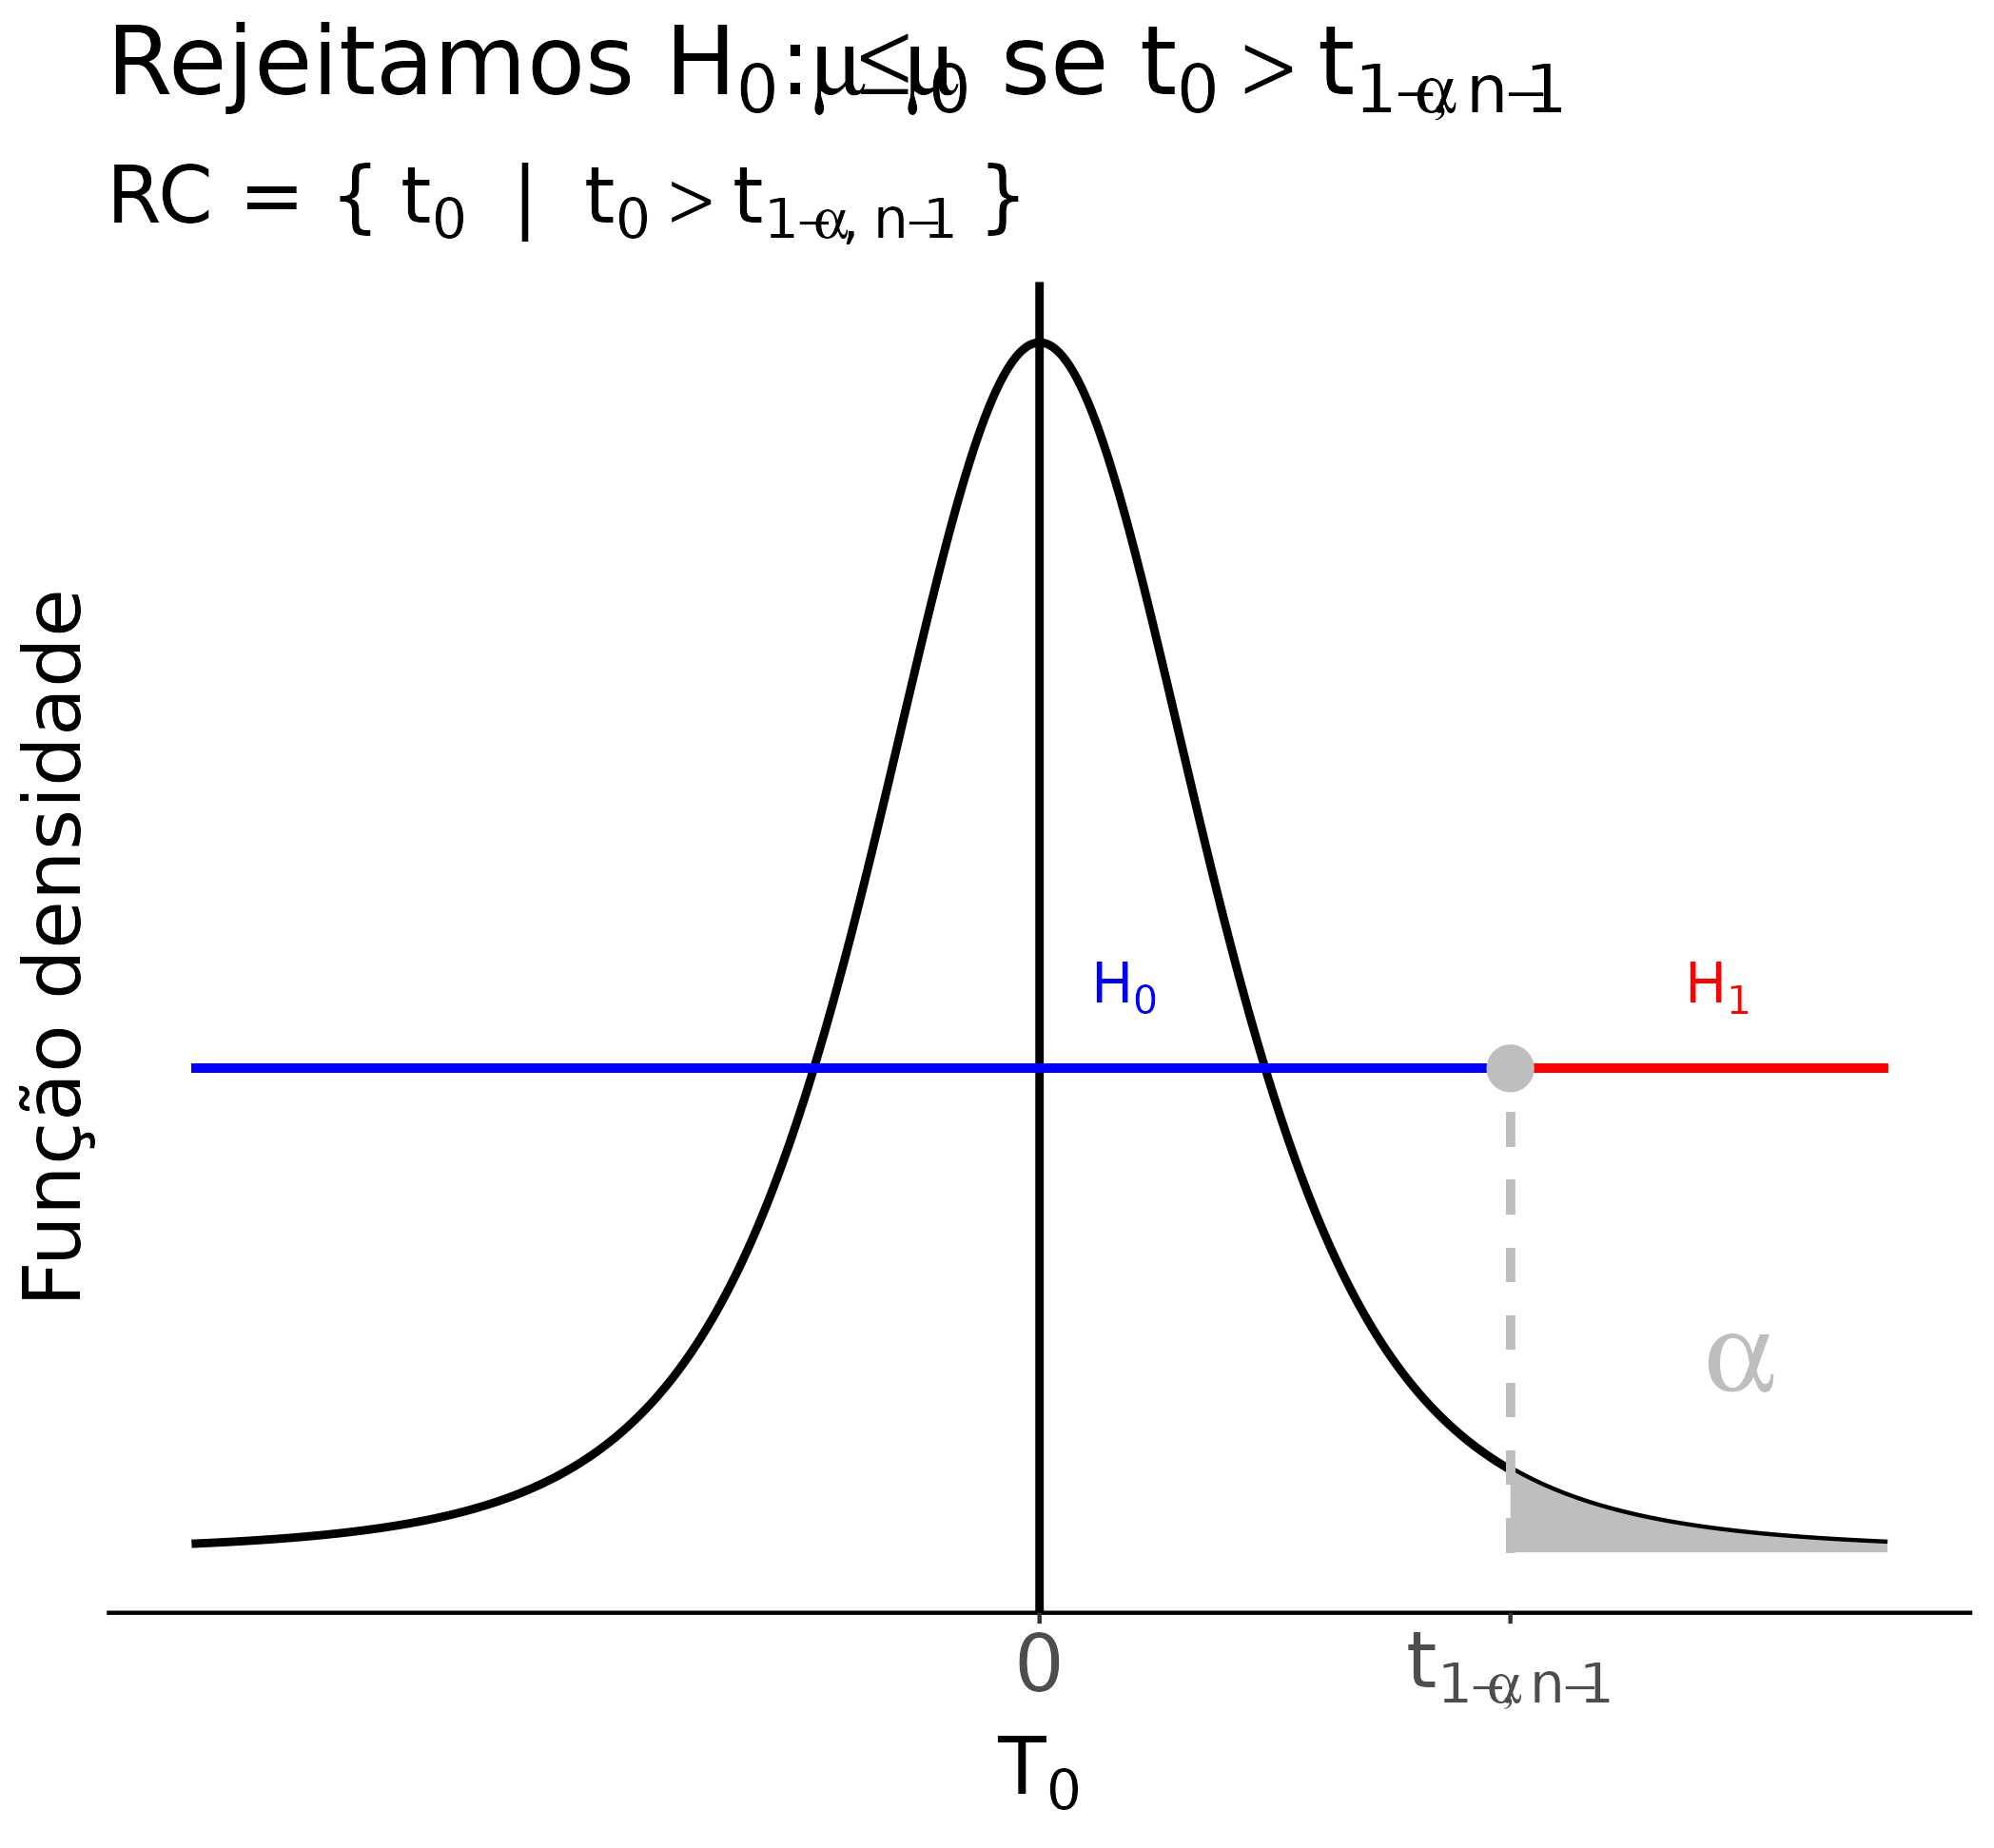 Rejeitamos H₀:μ≤μ₀ se t₀>t₁₋α,n−1
RC = { t₀ | t₀>t₁₋α, n−1 }
Função densidade
H₀
H₁
α
0
t₁₋α,n−1
T₀